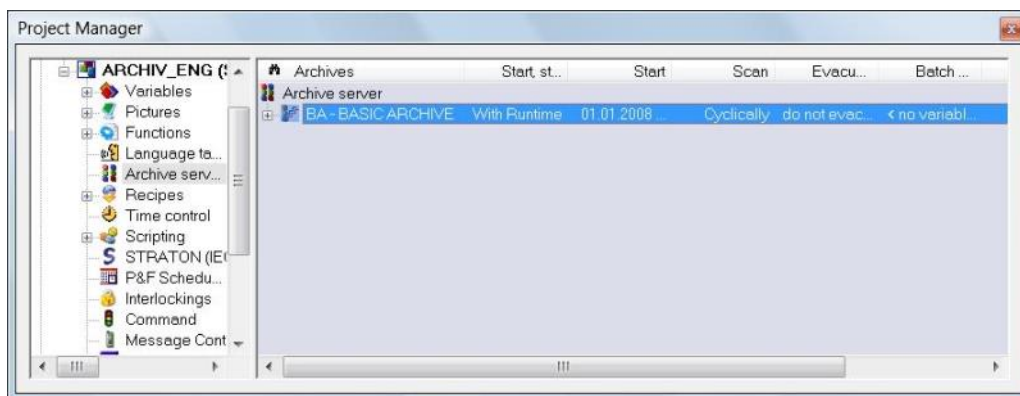 Project Manager
ARCHIV_ENG (
Variables
Pictures
Functions
Language ta...
Archive serv...
Recipes
Time control
Scripting
STRATON (IE
P&F Schedu...
Interlockings
Command
Message Cont
Archives Start, st... Start Scan Evacu... Batch ...
Archive server
BA - BASIC ARCHIVE With Runtime 01.01.2008 ... Cyclically do not evac... < no variabl...